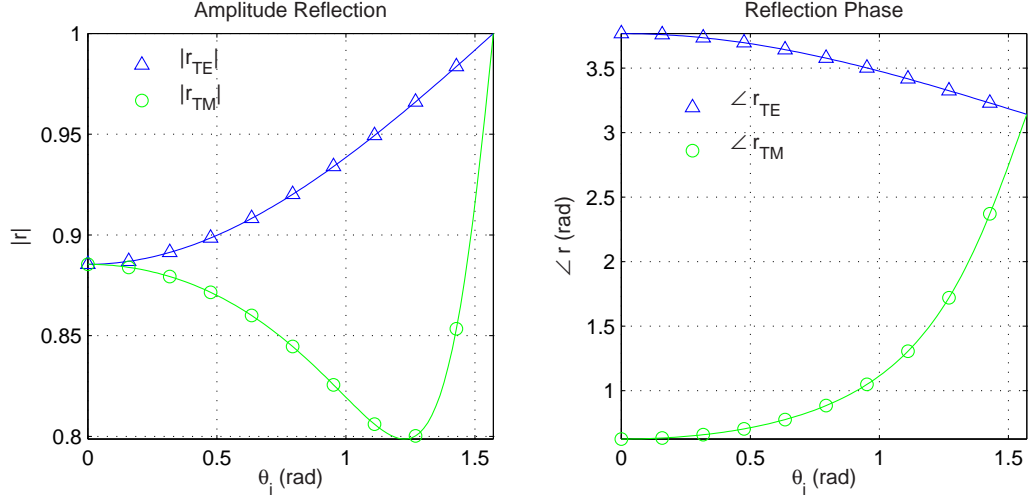 Amplitude Reflection
1
0.95
0.9
0.85
0.8
|r|
|r_TE|
|r_TM|
0
0.5
1
1.5
θ_i (rad)
Reflection Phase
3.5
3
2.5
2
1.5
1
∠ r (rad)
∠ r_TE
∠ r_TM
0
0.5
1
1.5
θ_i (rad)